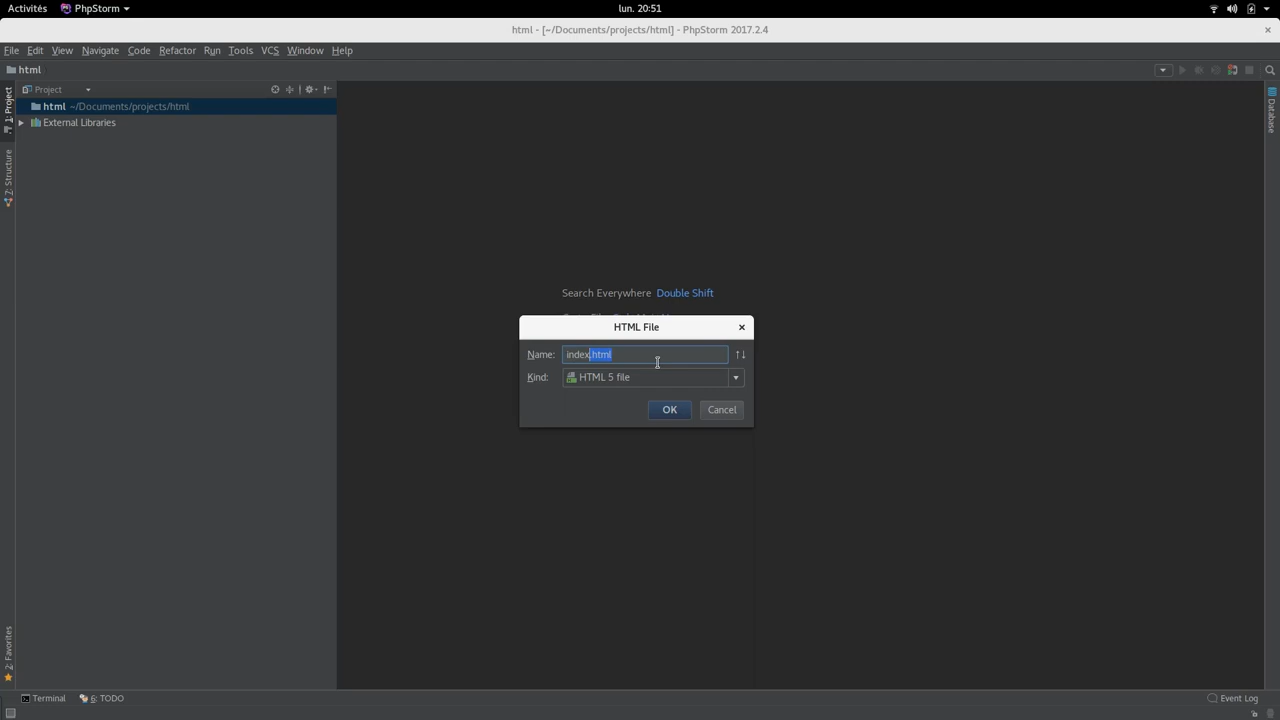 Activités PhpStorm lun. 20:51
html - [~/Documents/projects/html] - PhpStorm 2017.2.4
File Edit View Navigate Code Refactor Run Tools VCS Window Help
html
Project
html ~/Documents/projects/html
External Libraries
1: Project
7: Structure
2: Favorites
Database
Search Everywhere Double Shift
HTML File
Name: index.html
Kind: HTML 5 file
OK Cancel
Terminal 6: TODO Event Log